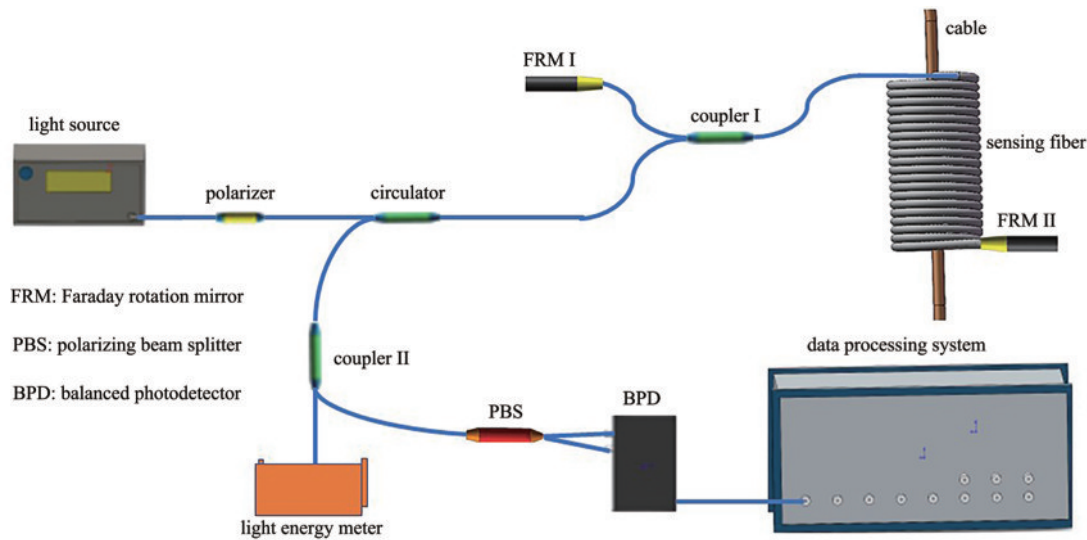 cable
FRM I
coupler I
light source
sensing fiber
polarizer
circulator
FRM II
FRM: Faraday rotation mirror
PBS: polarizing beam splitter
coupler II
data processing system
BPD: balanced photodetector
PBS
BPD
light energy meter